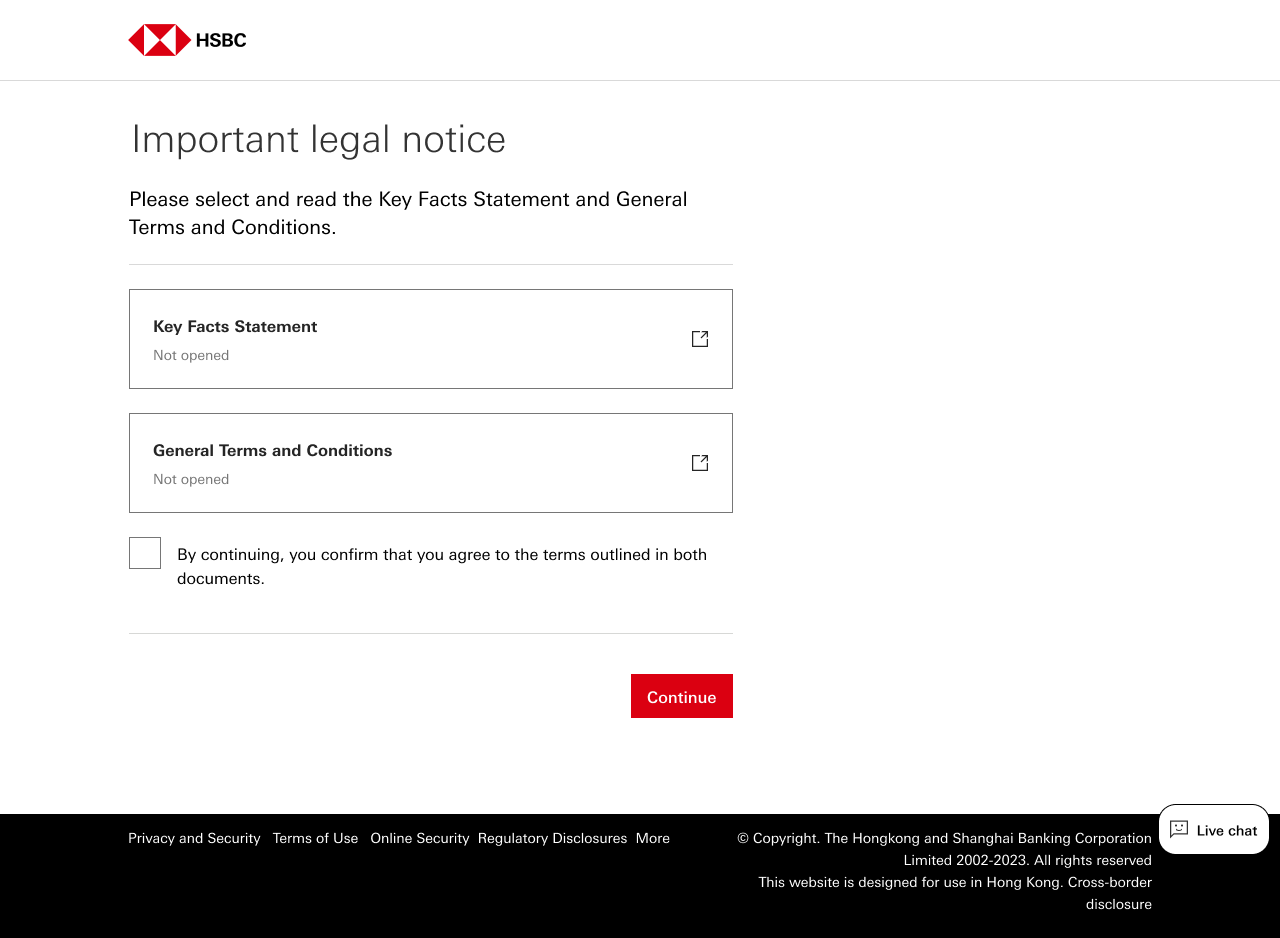 HSBC
Important legal notice
Please select and read the Key Facts Statement and General
Terms and Conditions.
Key Facts Statement
Not opened
General Terms and Conditions
Not opened
By continuing, you confirm that you agree to the terms outlined in both
documents.
Continue
Live chat
Privacy and Security Terms of Use Online Security Regulatory Disclosures More
© Copyright. The Hongkong and Shanghai Banking Corporation
Limited 2002-2023. All rights reserved
This website is designed for use in Hong Kong. Cross-border
disclosure